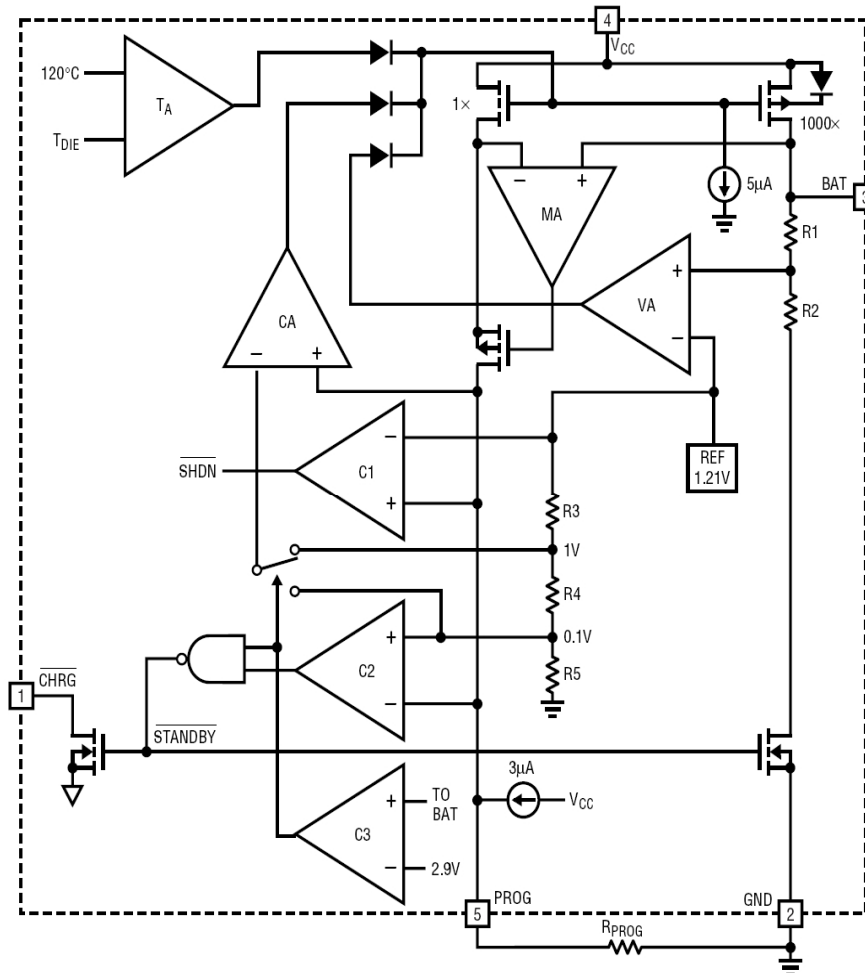 4
VCC
120°C
TA
TDIE
1×
1000×
– +
MA
5µA
BAT
3
R1
+
VA
–
R2
CA
– +
REF
1.21V
–
SHDN
C1
+
R3
1V
R4
+
0.1V
C2
R5
–
CHRG
1
STANDBY
3µA
VCC
+
TO
BAT
C3
–
2.9V
PROG
5
GND
2
RPROG